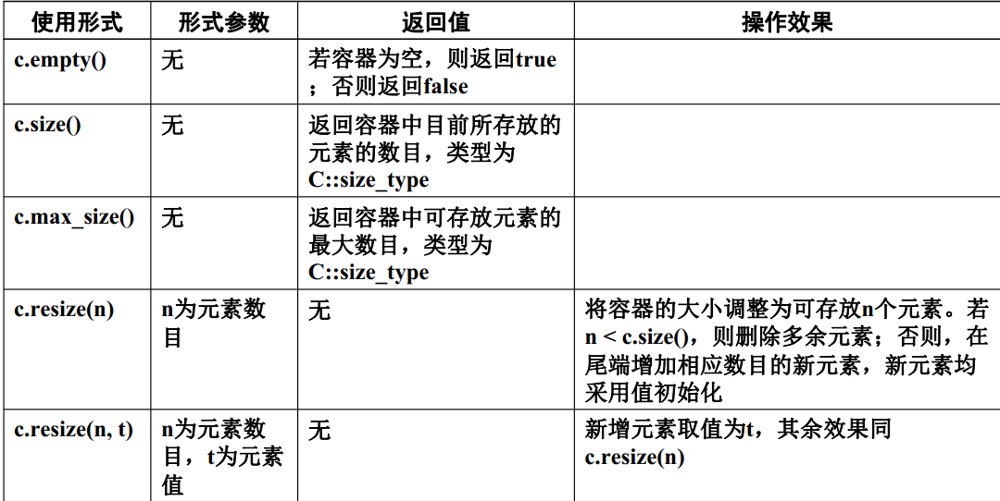 使用形式 形式参数 返回值 操作效果
c.empty() 无 若容器为空，则返回true
；否则返回false
c.size() 无 返回容器中目前所存放的
元素的数目，类型为
C::size_type
c.max_size() 无 返回容器中可存放元素的
最大数目，类型为
C::size_type
c.resize(n) n为元素数 无 将容器的大小调整为可存放n个元素。若
目 n < c.size()，则删除多余元素；否则，在
尾端增加相应数目的新元素，新元素均
采用值初始化
c.resize(n, t) n为元素数 无 新增元素取值为t，其余效果同
目，t为元素 c.resize(n)
值